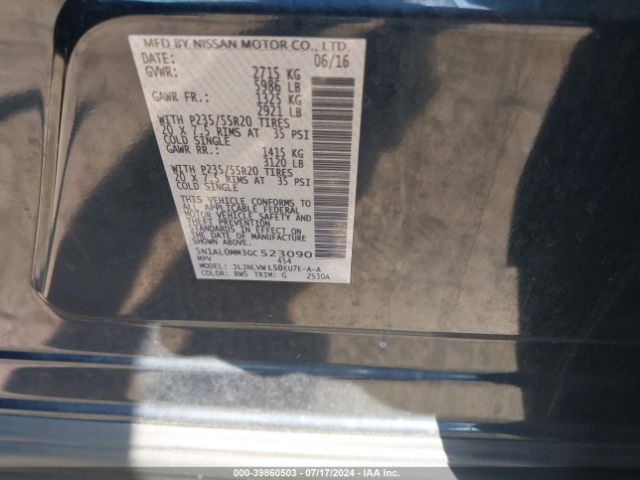 MFD BY NISSAN MOTOR CO., LTD.
DATE: 06/16
GVWR: 2715 KG
5986 LB
GAWR FR.: 1325 KG
2921 LB
WITH P235/55R20 TIRES
20 X 7.5 RIMS AT 35 PSI
COLD SINGLE
GAWR RR.: 1415 KG
3120 LB
WITH P235/55R20 TIRES
20 X 7.5 RIMS AT 35 PSI
COLD SINGLE
THIS VEHICLE CONFORMS TO
ALL APPLICABLE FEDERAL
MOTOR VEHICLE SAFETY AND
THEFT PREVENTION
STANDARDS IN EFFECT ON
THE DATE OF MANUFACTURE
SHOWN ABOVE.
5N1AL0MM3GC523090
MPV 454
MODEL: JLJNLVWL50EU7E-A-A
COLOR: BW5 TRIM: G Z530A
000-39860503 / 07/17/2024 - IAA Inc.